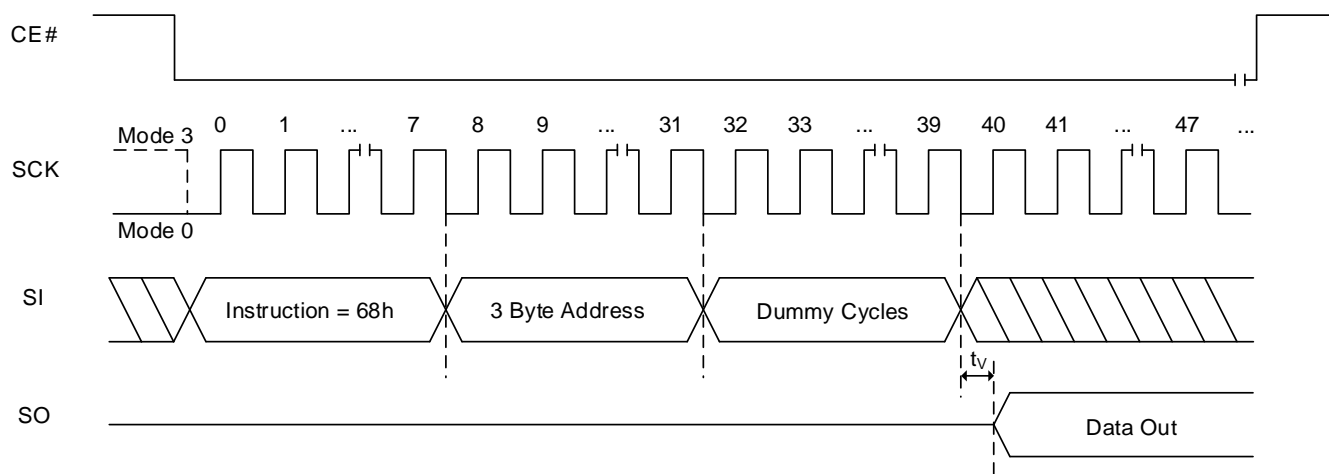 CE#
Mode 3 0 1 ... 7 8 9 ... 31 32 33 ... 39 40 41 ... 47 ...
SCK
Mode 0
SI Instruction = 68h 3 Byte Address Dummy Cycles
tV
SO Data Out